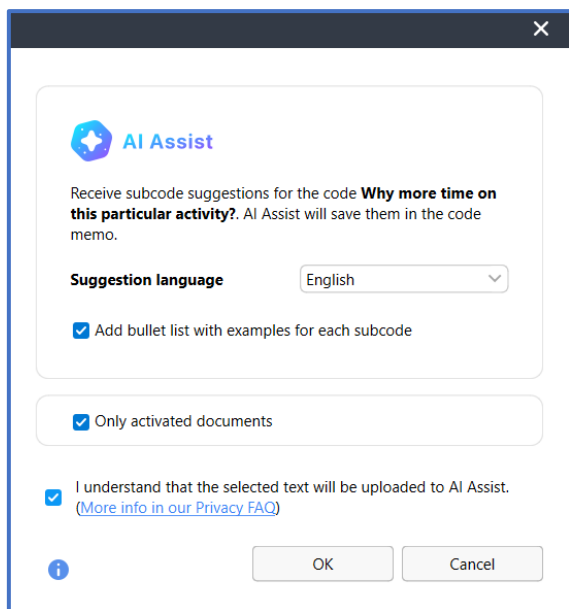 AI Assist
Receive subcode suggestions for the code Why more time on
this particular activity?. AI Assist will save them in the code
memo.
Suggestion language English
Add bullet list with examples for each subcode
Only activated documents
I understand that the selected text will be uploaded to AI Assist.
(More info in our Privacy FAQ)
OK Cancel